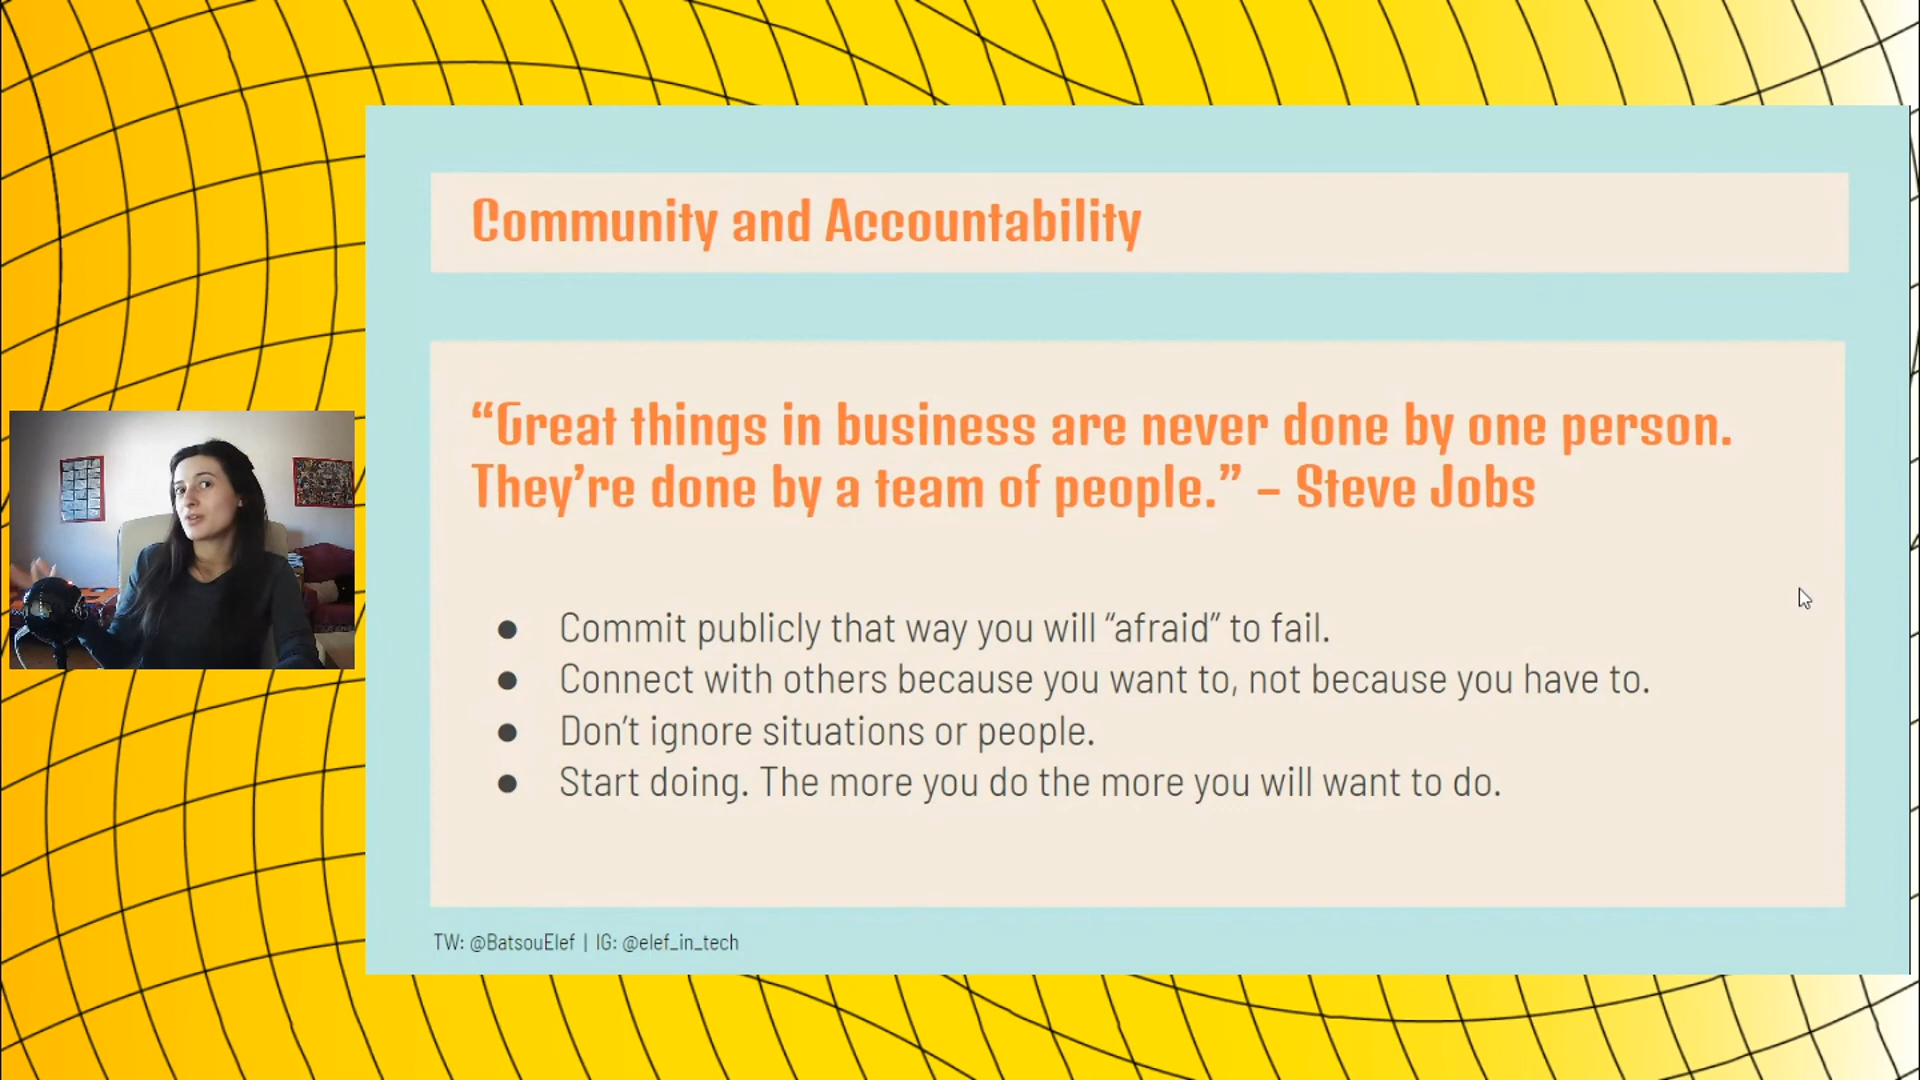 Community and Accountability
“Great things in business are never done by one person.
They’re done by a team of people.” – Steve Jobs
● Commit publicly that way you will “afraid” to fail.
● Connect with others because you want to, not because you have to.
● Don’t ignore situations or people.
● Start doing. The more you do the more you will want to do.
TW: @BatsouElef | IG: @elef_in_tech